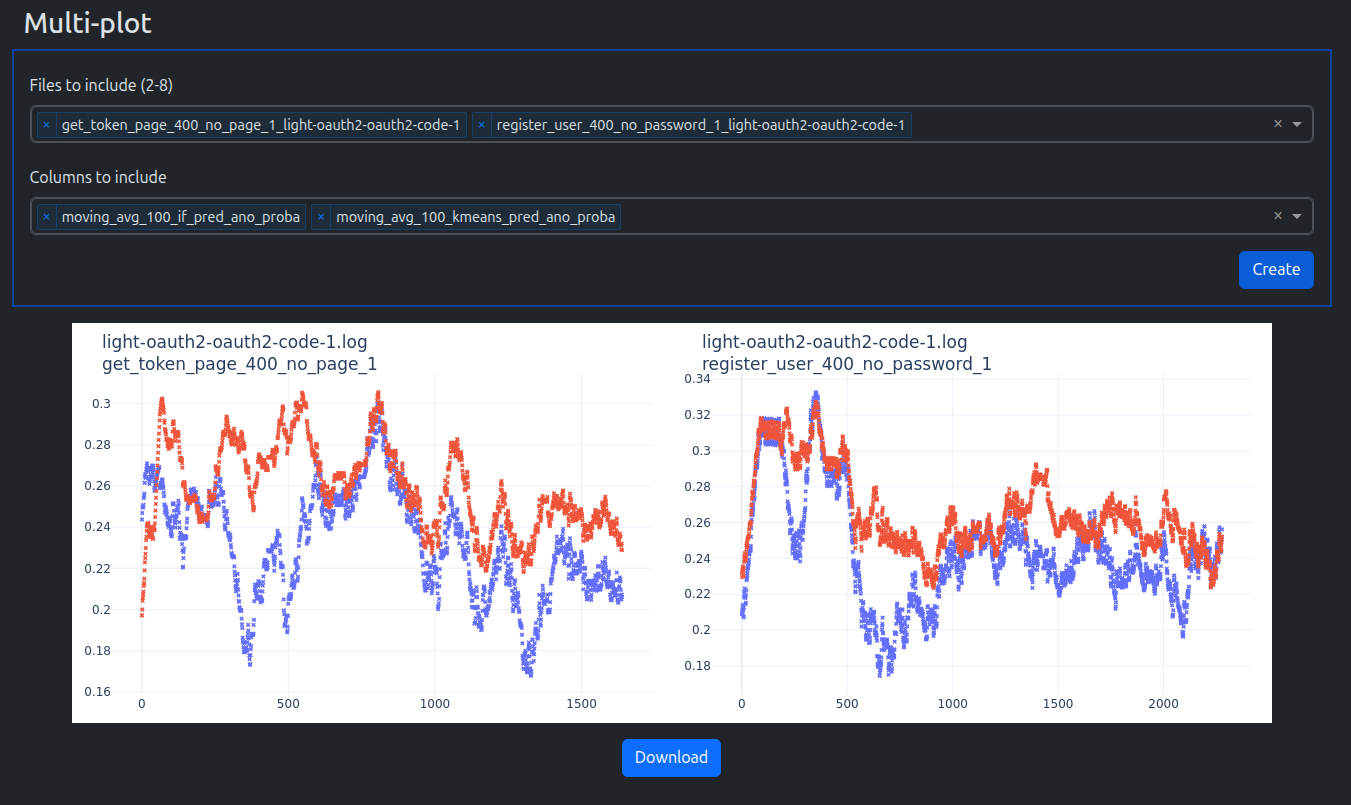 Multi-plot
Files to include (2-8)
× get_token_page_400_no_page_1_light-oauth2-oauth2-code-1 × register_user_400_no_password_1_light-oauth2-oauth2-code-1 ×
Columns to include
× moving_avg_100_if_pred_ano_proba × moving_avg_100_kmeans_pred_ano_proba ×
Create
light-oauth2-oauth2-code-1.log
get_token_page_400_no_page_1
0.3
0.28
0.26
0.24
0.22
0.2
0.18
0.16
0 500 1000 1500
light-oauth2-oauth2-code-1.log
register_user_400_no_password_1
0.34
0.32
0.3
0.28
0.26
0.24
0.22
0.2
0.18
0 500 1000 1500 2000
Download